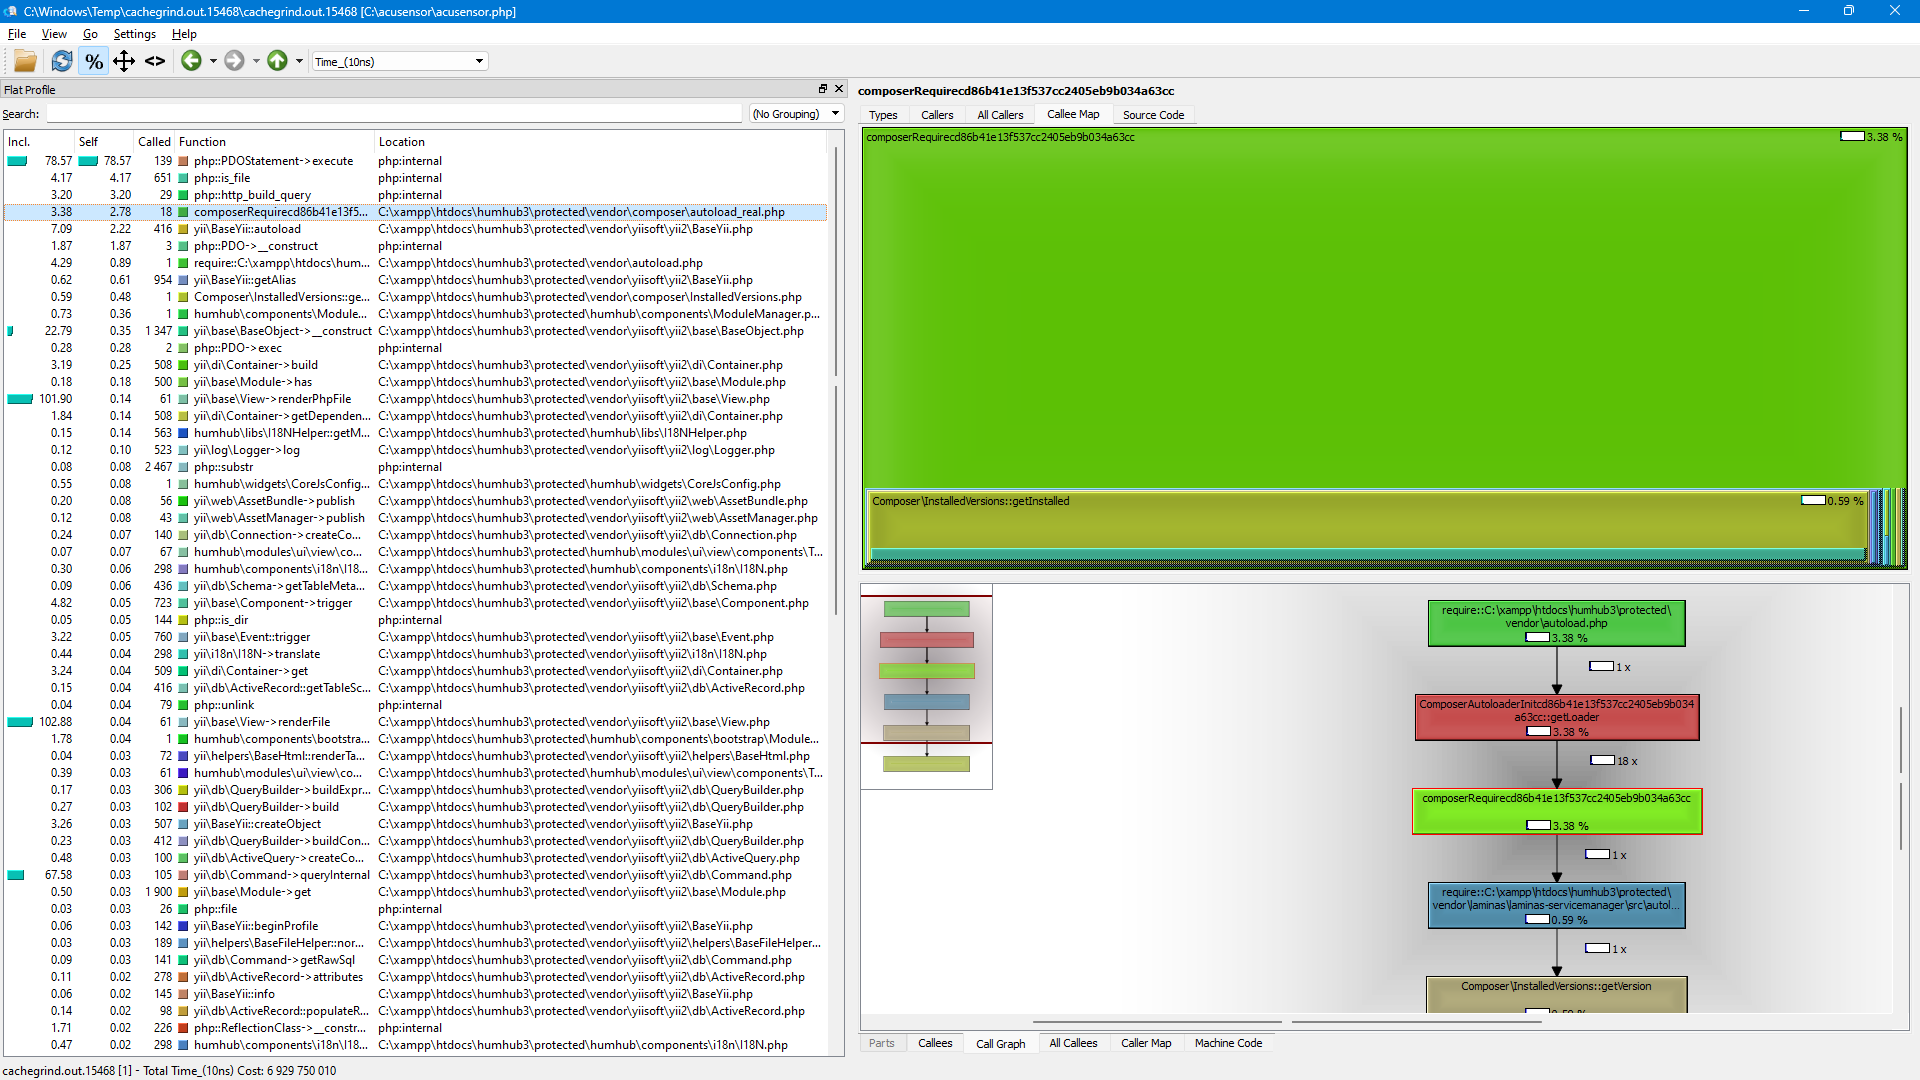 C:\Windows\Temp\cachegrind.out.15468\cachegrind.out.15468 [C:\acusensor\acusensor.php]
File View Go Settings Help
% <> Time_(10ns)
Flat Profile
Search: (No Grouping)
Incl. Self Called Function Location
78.57 78.57 139 php::PDOStatement->execute php:internal
4.17 4.17 651 php::is_file php:internal
3.20 3.20 29 php::http_build_query php:internal
3.38 2.78 18 composerRequirecd86b41e13f5... C:\xampp\htdocs\humhub3\protected\vendor\composer\autoload_real.php
7.09 2.22 416 yii\BaseYii::autoload C:\xampp\htdocs\humhub3\protected\vendor\yiisoft\yii2\BaseYii.php
1.87 1.87 3 php::PDO->__construct php:internal
4.29 0.89 1 require::C:\xampp\htdocs\hum... C:\xampp\htdocs\humhub3\protected\vendor\autoload.php
0.62 0.61 954 yii\BaseYii::getAlias C:\xampp\htdocs\humhub3\protected\vendor\yiisoft\yii2\BaseYii.php
0.59 0.48 1 Composer\InstalledVersions::ge... C:\xampp\htdocs\humhub3\protected\vendor\composer\InstalledVersions.php
0.73 0.36 1 humhub\components\Module... C:\xampp\htdocs\humhub3\protected\humhub\components\ModuleManager.p...
22.79 0.35 1 347 yii\base\BaseObject->__construct C:\xampp\htdocs\humhub3\protected\vendor\yiisoft\yii2\base\BaseObject.php
0.28 0.28 2 php::PDO->exec php:internal
3.19 0.25 508 yii\di\Container->build C:\xampp\htdocs\humhub3\protected\vendor\yiisoft\yii2\di\Container.php
0.18 0.18 500 yii\base\Module->has C:\xampp\htdocs\humhub3\protected\vendor\yiisoft\yii2\base\Module.php
101.90 0.14 61 yii\base\View->renderPhpFile C:\xampp\htdocs\humhub3\protected\vendor\yiisoft\yii2\base\View.php
1.84 0.14 508 yii\di\Container->getDependen... C:\xampp\htdocs\humhub3\protected\vendor\yiisoft\yii2\di\Container.php
0.15 0.14 563 humhub\libs\I18NHelper::getM... C:\xampp\htdocs\humhub3\protected\humhub\libs\I18NHelper.php
0.12 0.10 523 yii\log\Logger->log C:\xampp\htdocs\humhub3\protected\vendor\yiisoft\yii2\log\Logger.php
0.08 0.08 2 467 php::substr php:internal
0.55 0.08 1 humhub\widgets\CoreJsConfig... C:\xampp\htdocs\humhub3\protected\humhub\widgets\CoreJsConfig.php
0.20 0.08 56 yii\web\AssetBundle->publish C:\xampp\htdocs\humhub3\protected\vendor\yiisoft\yii2\web\AssetBundle.php
0.12 0.08 43 yii\web\AssetManager->publish C:\xampp\htdocs\humhub3\protected\vendor\yiisoft\yii2\web\AssetManager.php
0.24 0.07 140 yii\db\Connection->createCo... C:\xampp\htdocs\humhub3\protected\vendor\yiisoft\yii2\db\Connection.php
0.07 0.07 67 humhub\modules\ui\view\co... C:\xampp\htdocs\humhub3\protected\humhub\modules\ui\view\components\T...
0.30 0.06 298 humhub\components\i18n\I18... C:\xampp\htdocs\humhub3\protected\humhub\components\i18n\I18N.php
0.09 0.06 436 yii\db\Schema->getTableMeta... C:\xampp\htdocs\humhub3\protected\vendor\yiisoft\yii2\db\Schema.php
4.82 0.05 723 yii\base\Component->trigger C:\xampp\htdocs\humhub3\protected\vendor\yiisoft\yii2\base\Component.php
0.05 0.05 144 php::is_dir php:internal
3.22 0.05 760 yii\base\Event::trigger C:\xampp\htdocs\humhub3\protected\vendor\yiisoft\yii2\base\Event.php
0.44 0.04 298 yii\i18n\I18N->translate C:\xampp\htdocs\humhub3\protected\vendor\yiisoft\yii2\i18n\I18N.php
3.24 0.04 509 yii\di\Container->get C:\xampp\htdocs\humhub3\protected\vendor\yiisoft\yii2\di\Container.php
0.15 0.04 416 yii\db\ActiveRecord::getTableSc... C:\xampp\htdocs\humhub3\protected\vendor\yiisoft\yii2\db\ActiveRecord.php
0.04 0.04 79 php::unlink php:internal
102.88 0.04 61 yii\base\View->renderFile C:\xampp\htdocs\humhub3\protected\vendor\yiisoft\yii2\base\View.php
1.78 0.04 1 humhub\components\bootstra... C:\xampp\htdocs\humhub3\protected\humhub\components\bootstrap\Module...
0.04 0.03 72 yii\helpers\BaseHtml::renderTa... C:\xampp\htdocs\humhub3\protected\vendor\yiisoft\yii2\helpers\BaseHtml.php
0.39 0.03 61 humhub\modules\ui\view\co... C:\xampp\htdocs\humhub3\protected\humhub\modules\ui\view\components\T...
0.17 0.03 306 yii\db\QueryBuilder->buildExpr... C:\xampp\htdocs\humhub3\protected\vendor\yiisoft\yii2\db\QueryBuilder.php
0.27 0.03 102 yii\db\QueryBuilder->build C:\xampp\htdocs\humhub3\protected\vendor\yiisoft\yii2\db\QueryBuilder.php
3.26 0.03 507 yii\BaseYii::createObject C:\xampp\htdocs\humhub3\protected\vendor\yiisoft\yii2\BaseYii.php
0.23 0.03 412 yii\db\QueryBuilder->buildCon... C:\xampp\htdocs\humhub3\protected\vendor\yiisoft\yii2\db\QueryBuilder.php
0.48 0.03 100 yii\db\ActiveQuery->createCo... C:\xampp\htdocs\humhub3\protected\vendor\yiisoft\yii2\db\ActiveQuery.php
67.58 0.03 105 yii\db\Command->queryInternal C:\xampp\htdocs\humhub3\protected\vendor\yiisoft\yii2\db\Command.php
0.50 0.03 1 900 yii\base\Module->get C:\xampp\htdocs\humhub3\protected\vendor\yiisoft\yii2\base\Module.php
0.03 0.03 26 php::file php:internal
0.06 0.03 142 yii\BaseYii::beginProfile C:\xampp\htdocs\humhub3\protected\vendor\yiisoft\yii2\BaseYii.php
0.03 0.03 189 yii\helpers\BaseFileHelper::nor... C:\xampp\htdocs\humhub3\protected\vendor\yiisoft\yii2\helpers\BaseFileHelper...
0.09 0.03 141 yii\db\Command->getRawSql C:\xampp\htdocs\humhub3\protected\vendor\yiisoft\yii2\db\Command.php
0.11 0.02 278 yii\db\ActiveRecord->attributes C:\xampp\htdocs\humhub3\protected\vendor\yiisoft\yii2\db\ActiveRecord.php
0.06 0.02 145 yii\BaseYii::info C:\xampp\htdocs\humhub3\protected\vendor\yiisoft\yii2\BaseYii.php
0.14 0.02 98 yii\db\ActiveRecord::populateR... C:\xampp\htdocs\humhub3\protected\vendor\yiisoft\yii2\db\ActiveRecord.php
1.71 0.02 226 php::ReflectionClass->__constr... php:internal
0.47 0.02 298 humhub\components\i18n\I18... C:\xampp\htdocs\humhub3\protected\humhub\components\i18n\I18N.php
cachegrind.out.15468 [1] - Total Time_(10ns) Cost: 6 929 750 010
composerRequirecd86b41e13f537cc2405eb9b034a63cc
Types Callers All Callers Callee Map Source Code
composerRequirecd86b41e13f537cc2405eb9b034a63cc 3.38 %
Composer\InstalledVersions::getInstalled 0.59 %
require::C:\xampp\htdocs\humhub3\protected\
vendor\autoload.php
3.38 %
1 x
ComposerAutoloaderInitcd86b41e13f537cc2405eb9b034
a63cc::getLoader
3.38 %
18 x
composerRequirecd86b41e13f537cc2405eb9b034a63cc
3.38 %
1 x
require::C:\xampp\htdocs\humhub3\protected\
vendor\laminas\laminas-servicemanager\src\autol...
0.59 %
1 x
Composer\InstalledVersions::getVersion
0.59 %
Parts Callees Call Graph All Callees Caller Map Machine Code